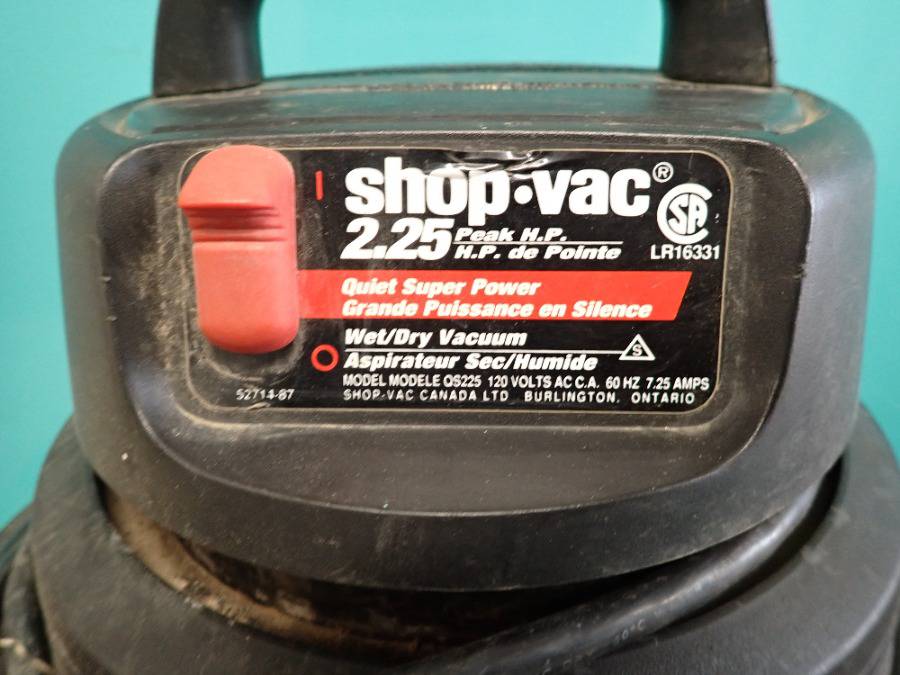 shop·vac®
2.25 Peak H.P.
H.P. de Pointe
SA
LR16331
Quiet Super Power
Grande Puissance en Silence
Wet/Dry Vacuum
Aspirateur Sec/Humide
S
MODEL MODELE QS225 120 VOLTS AC C.A. 60 HZ 7.25 AMPS
52714-87 SHOP-VAC CANADA LTD BURLINGTON, ONTARIO